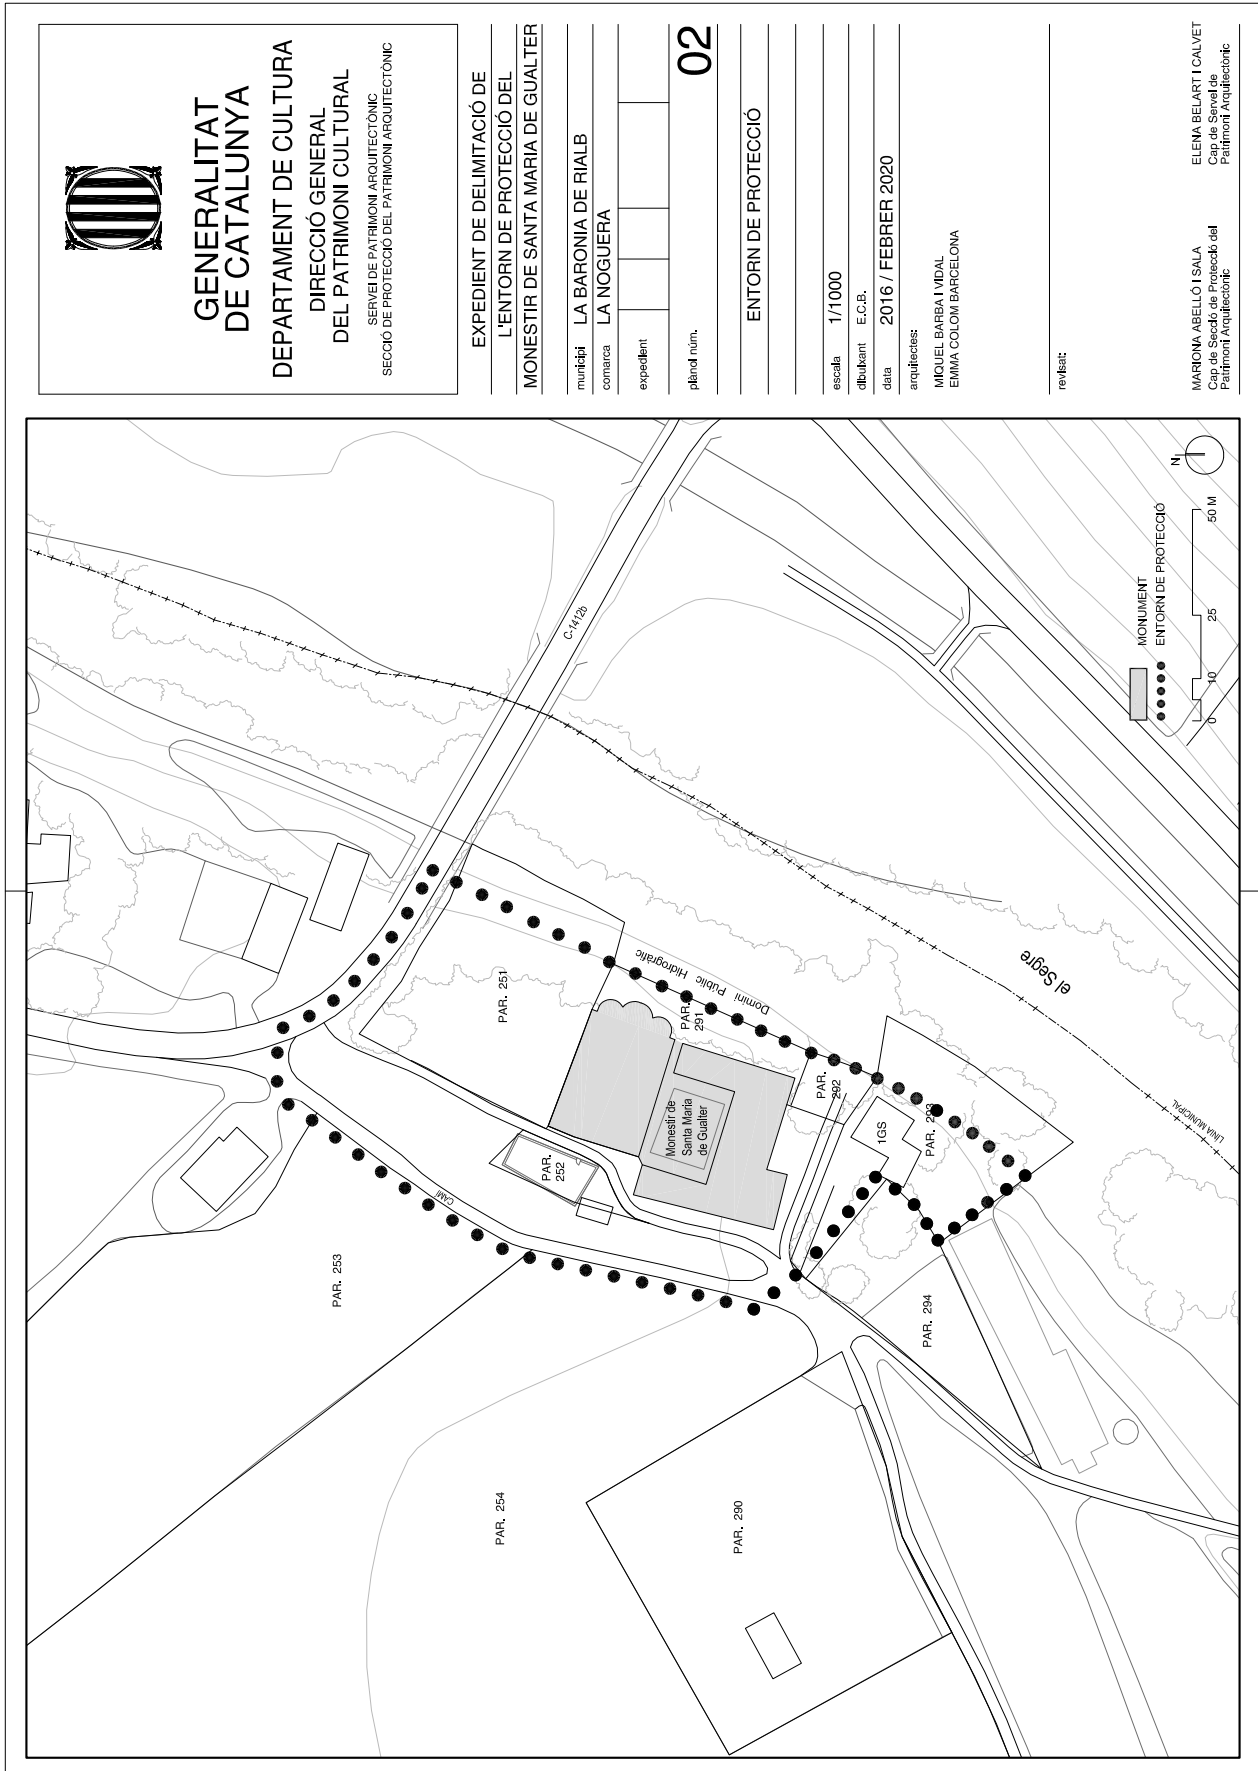 GENERALITAT
DE CATALUNYA
DEPARTAMENT DE CULTURA
DIRECCIÓ GENERAL
DEL PATRIMONI CULTURAL
SERVEI DE PATRIMONI ARQUITECTÒNIC
SECCIÓ DE PROTECCIÓ DEL PATRIMONI ARQUITECTÒNIC
EXPEDIENT DE DELIMITACIÓ DE
L'ENTORN DE PROTECCIÓ DEL
MONESTIR DE SANTA MARIA DE GUALTER
municipi LA BARONIA DE RIALB
comarca LA NOGUERA
expedient
plànol núm. 02
ENTORN DE PROTECCIÓ
escala 1/1000
dibuixant E.C.B.
data 2016 / FEBRER 2020
arquitectes:
MIQUEL BARBA I VIDAL
EMMA COLOM BARCELONA
revisat:
MARIONA ABELLÓ I SALA
Cap de Secció de Protecció del
Patrimoni Arquitectònic
ELENA BELART I CALVET
Cap de Servei de
Patrimoni Arquitectònic
C-1412b
PAR. 251
Domini Públic Hidrogràfic
PAR.
291
PAR.
292
PAR. 293
1GS
Monestir de
Santa Maria
de Gualter
PAR.
252
CAMÍ
PAR. 253
PAR. 254
PAR. 290
PAR. 294
el Segre
LÍNIA MUNICIPAL
MONUMENT
ENTORN DE PROTECCIÓ
0 10 25 50 M
N